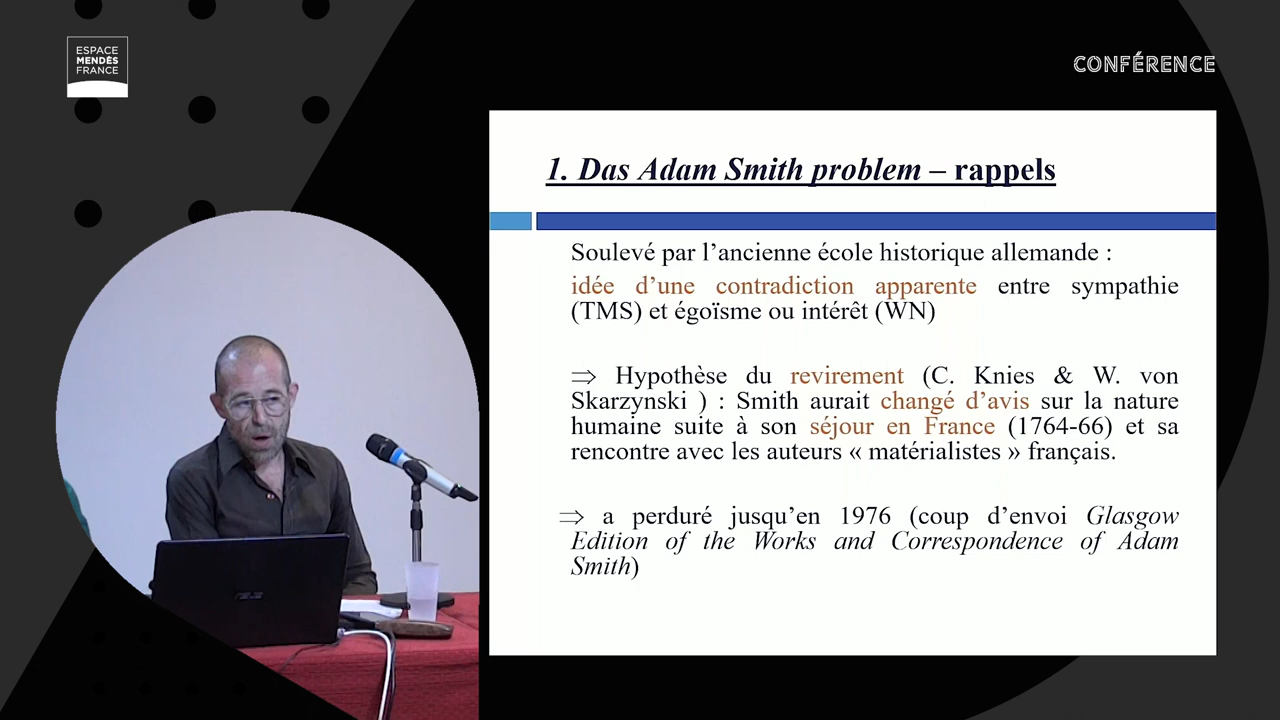 ESPACE
MENDÈS
FRANCE
CONFÉRENCE
1. Das Adam Smith problem – rappels
Soulevé par l’ancienne école historique allemande :
idée d’une contradiction apparente entre sympathie
(TMS) et égoïsme ou intérêt (WN)
⇒ Hypothèse du revirement (C. Knies & W. von
Skarzynski ) : Smith aurait changé d’avis sur la nature
humaine suite à son séjour en France (1764-66) et sa
rencontre avec les auteurs « matérialistes » français.
⇒ a perduré jusqu’en 1976 (coup d’envoi Glasgow
Edition of the Works and Correspondence of Adam
Smith)
ASUS